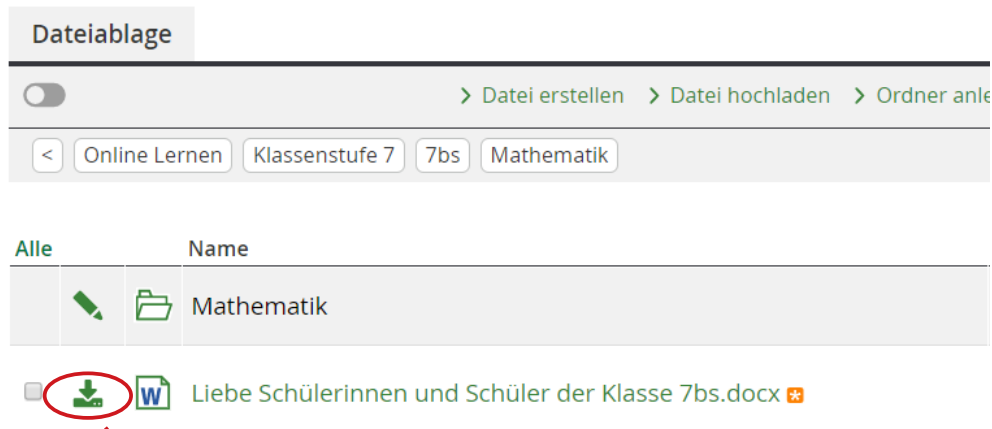 Dateiablage
> Datei erstellen > Datei hochladen > Ordner anle
< Online Lernen Klassenstufe 7 7bs Mathematik
Alle Name
Mathematik
W Liebe Schülerinnen und Schüler der Klasse 7bs.docx